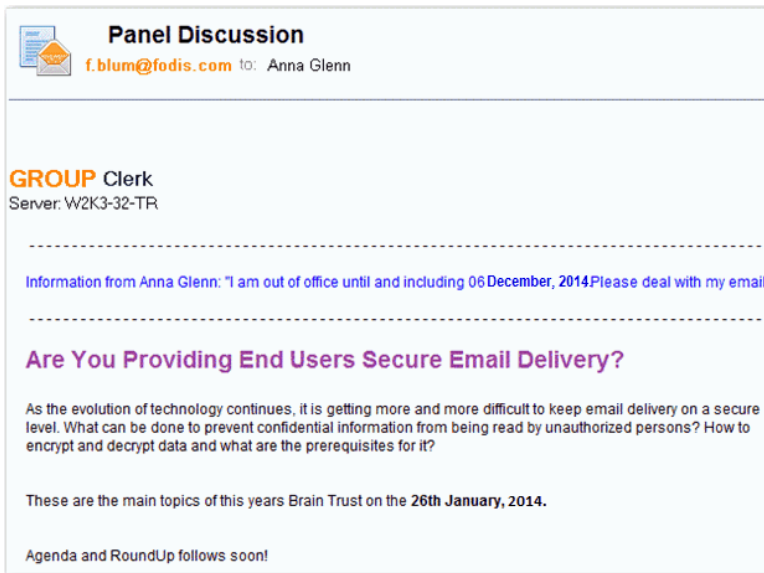 Panel Discussion
f.blum@fodis.com to: Anna Glenn
GROUP Clerk
Server: W2K3-32-TR
Information from Anna Glenn: "I am out of office until and including 06 December, 2014.Please deal with my email
Are You Providing End Users Secure Email Delivery?
As the evolution of technology continues, it is getting more and more difficult to keep email delivery on a secure
level. What can be done to prevent confidential information from being read by unauthorized persons? How to
encrypt and decrypt data and what are the prerequisites for it?
These are the main topics of this years Brain Trust on the 26th January, 2014.
Agenda and RoundUp follows soon!